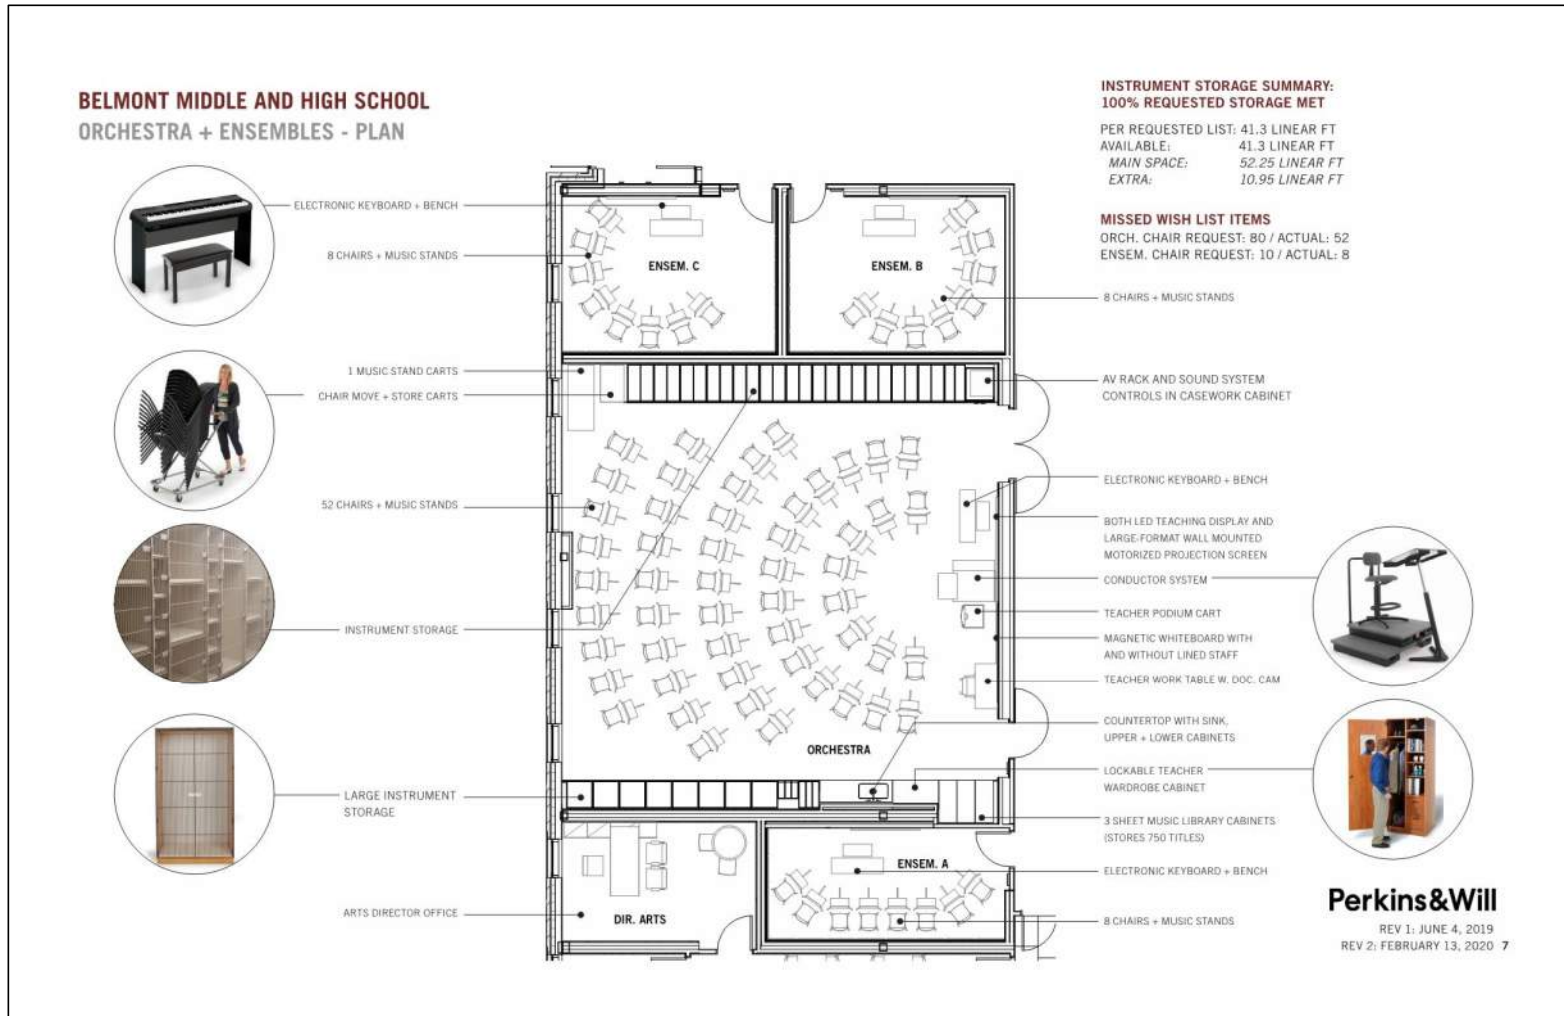 BELMONT MIDDLE AND HIGH SCHOOL
ORCHESTRA + ENSEMBLES - PLAN
INSTRUMENT STORAGE SUMMARY:
100% REQUESTED STORAGE MET
PER REQUESTED LIST: 41.3 LINEAR FT
AVAILABLE: 41.3 LINEAR FT
MAIN SPACE: 52.25 LINEAR FT
EXTRA: 10.95 LINEAR FT
MISSED WISH LIST ITEMS
ORCH. CHAIR REQUEST: 80 / ACTUAL: 52
ENSEM. CHAIR REQUEST: 10 / ACTUAL: 8
ELECTRONIC KEYBOARD + BENCH
8 CHAIRS + MUSIC STANDS
1 MUSIC STAND CARTS
CHAIR MOVE + STORE CARTS
52 CHAIRS + MUSIC STANDS
INSTRUMENT STORAGE
LARGE INSTRUMENT
STORAGE
ARTS DIRECTOR OFFICE
ENSEM. C
ENSEM. B
ORCHESTRA
ENSEM. A
DIR. ARTS
8 CHAIRS + MUSIC STANDS
AV RACK AND SOUND SYSTEM
CONTROLS IN CASEWORK CABINET
ELECTRONIC KEYBOARD + BENCH
BOTH LED TEACHING DISPLAY AND
LARGE-FORMAT WALL MOUNTED
MOTORIZED PROJECTION SCREEN
CONDUCTOR SYSTEM
TEACHER PODIUM CART
MAGNETIC WHITEBOARD WITH
AND WITHOUT LINED STAFF
TEACHER WORK TABLE W. DOC. CAM
COUNTERTOP WITH SINK,
UPPER + LOWER CABINETS
LOCKABLE TEACHER
WARDROBE CABINET
3 SHEET MUSIC LIBRARY CABINETS
(STORES 750 TITLES)
ELECTRONIC KEYBOARD + BENCH
8 CHAIRS + MUSIC STANDS
Perkins&Will
REV 1: JUNE 4, 2019
REV 2: FEBRUARY 13, 2020 7